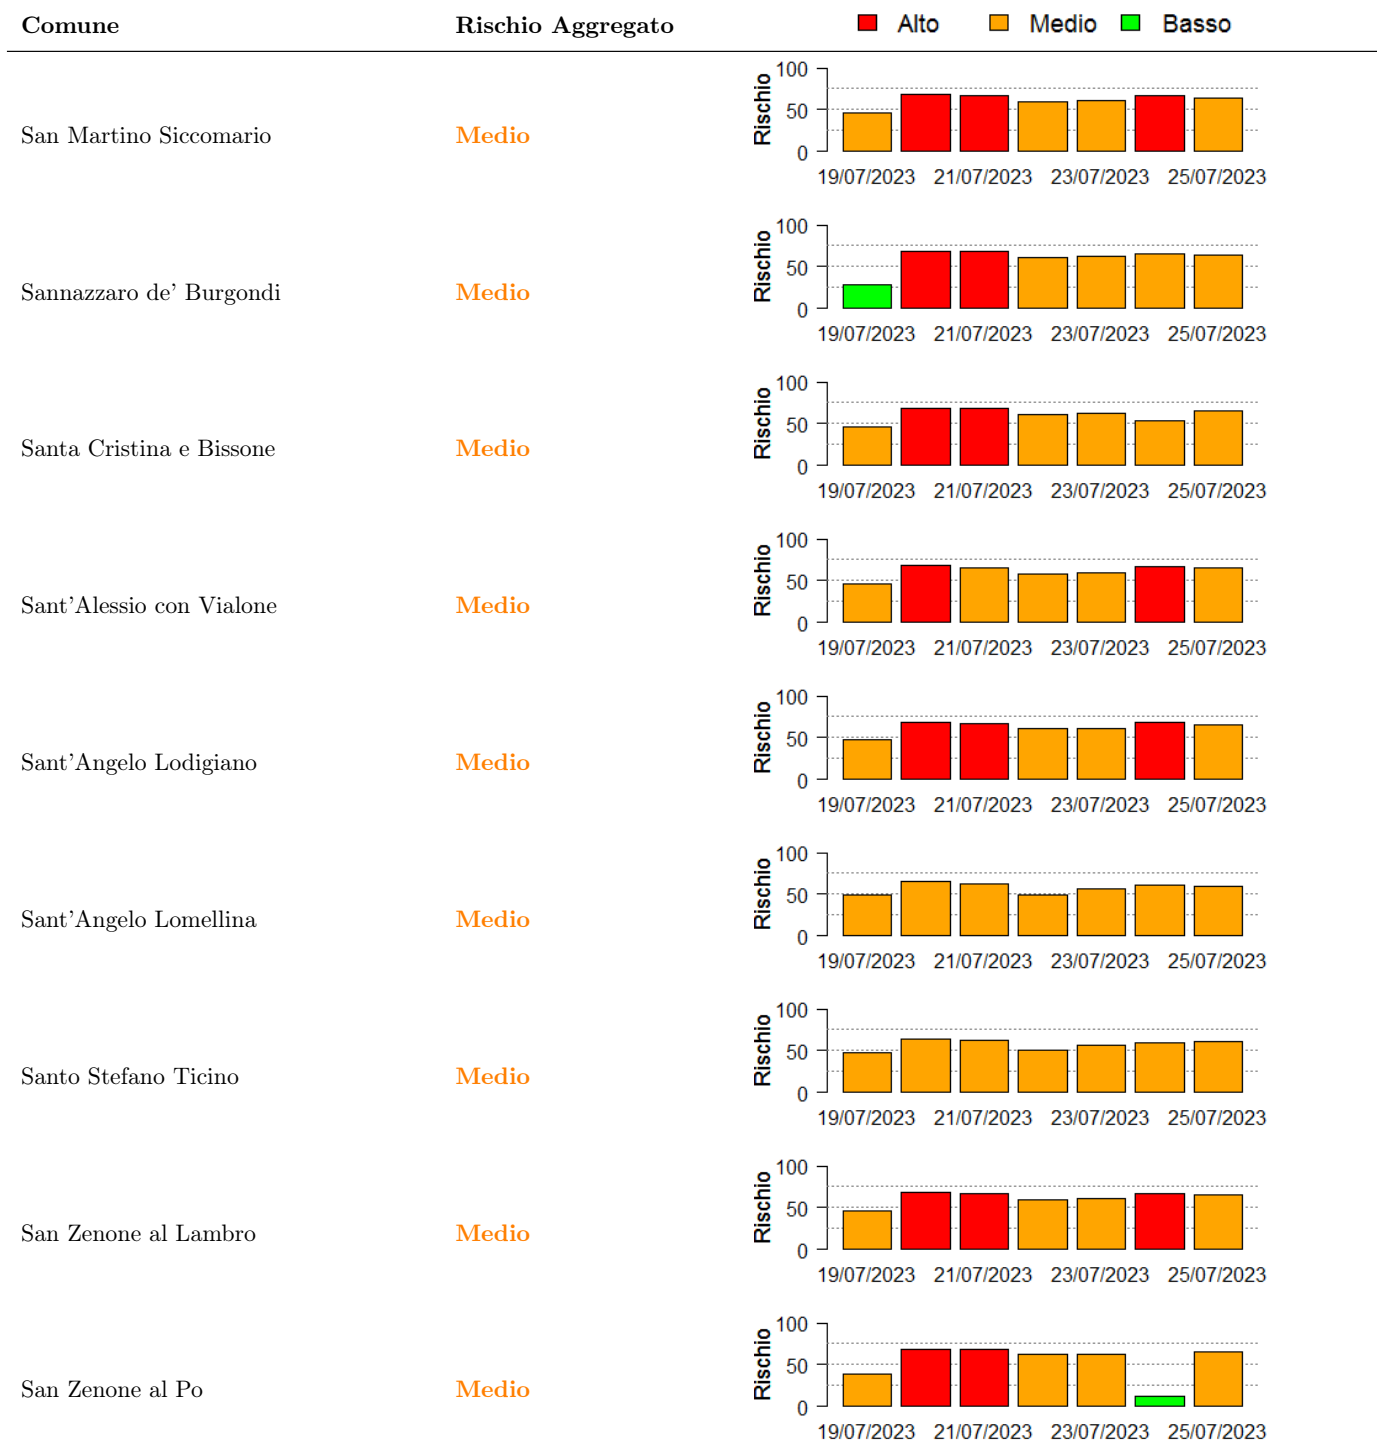 Comune Rischio Aggregato Alto Medio Basso
San Martino Siccomario Medio Rischio 100 50 0
19/07/2023 21/07/2023 23/07/2023 25/07/2023
Sannazzaro de' Burgondi Medio Rischio 100 50 0
19/07/2023 21/07/2023 23/07/2023 25/07/2023
Santa Cristina e Bissone Medio Rischio 100 50 0
19/07/2023 21/07/2023 23/07/2023 25/07/2023
Sant'Alessio con Vialone Medio Rischio 100 50 0
19/07/2023 21/07/2023 23/07/2023 25/07/2023
Sant'Angelo Lodigiano Medio Rischio 100 50 0
19/07/2023 21/07/2023 23/07/2023 25/07/2023
Sant'Angelo Lomellina Medio Rischio 100 50 0
19/07/2023 21/07/2023 23/07/2023 25/07/2023
Santo Stefano Ticino Medio Rischio 100 50 0
19/07/2023 21/07/2023 23/07/2023 25/07/2023
San Zenone al Lambro Medio Rischio 100 50 0
19/07/2023 21/07/2023 23/07/2023 25/07/2023
San Zenone al Po Medio Rischio 100 50 0
19/07/2023 21/07/2023 23/07/2023 25/07/2023